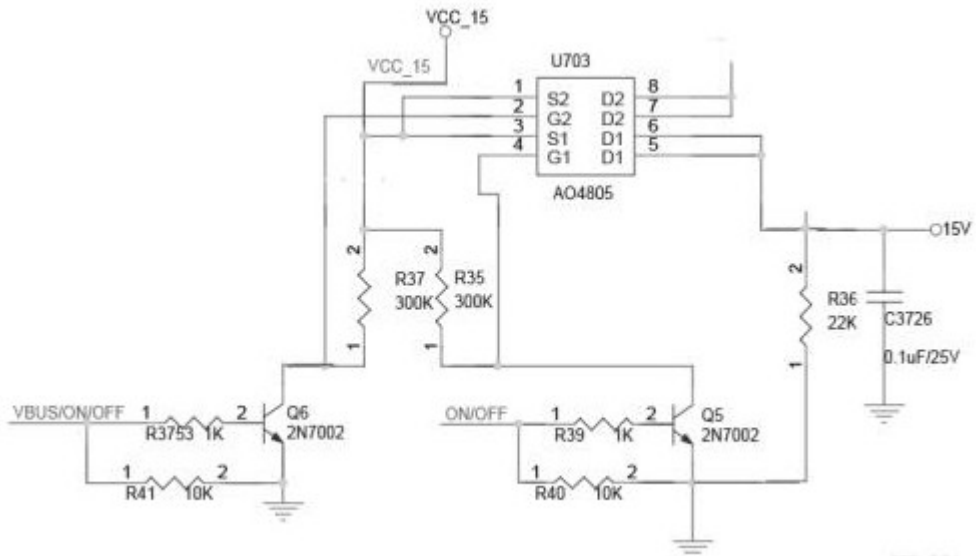 VCC_15
VCC_15
U703
1 S2 D2 8
2 G2 D2 7
3 S1 D1 6
4 G1 D1 5
AO4805
15V
2 2 2
R37 R35
300K 300K
R36
22K
C3726
0.1uF/25V
1 1 1
VBUS/ON/OFF 1 2 Q6
R3753 1K 2N7002
1 2
R41 10K
ON/OFF 1 2 Q5
R39 1K 2N7002
1 2
R40 10K